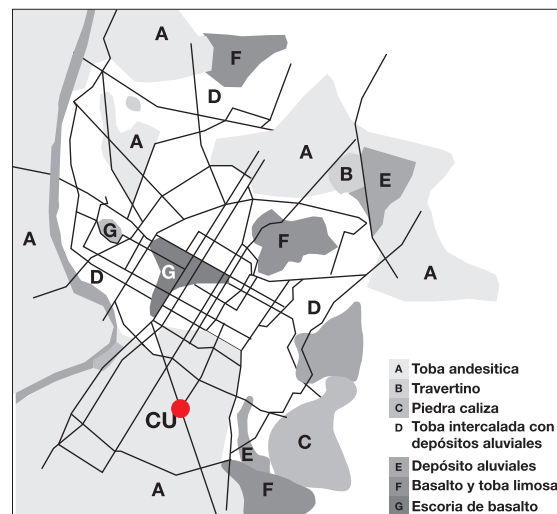 A
F
D
A
A
B
E
G
F
A
G
D
A
D
CU
C
E
A
F
A Toba andesitica
B Travertino
C Piedra caliza
D Toba intercalada con
depósitos aluviales
E Depósito aluviales
F Basalto y toba limosa
G Escoria de basalto